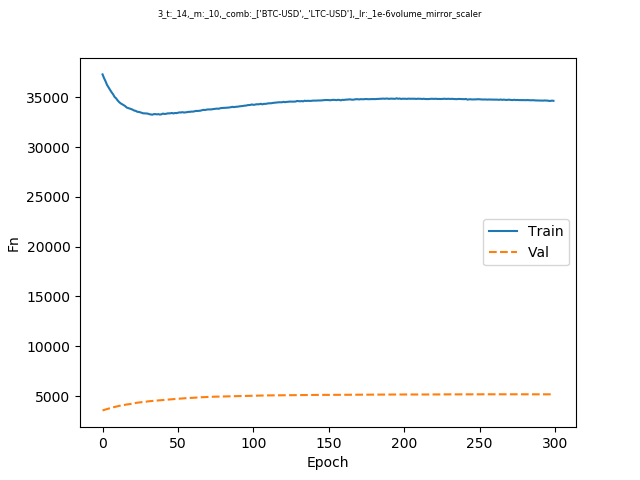 3_t:_14,_m:_10,_comb:_['BTC-USD',_'LTC-USD'],_lr:_1e-6volume_mirror_scaler
35000
30000
25000
20000
15000
10000
5000
Fn
Train
Val
0 50 100 150 200 250 300
Epoch